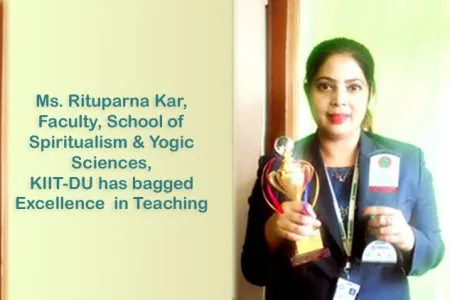 Ms. Rituparna Kar,
Faculty, School of
Spiritualism & Yogic
Sciences,
KIIT-DU has bagged
Excellence in Teaching